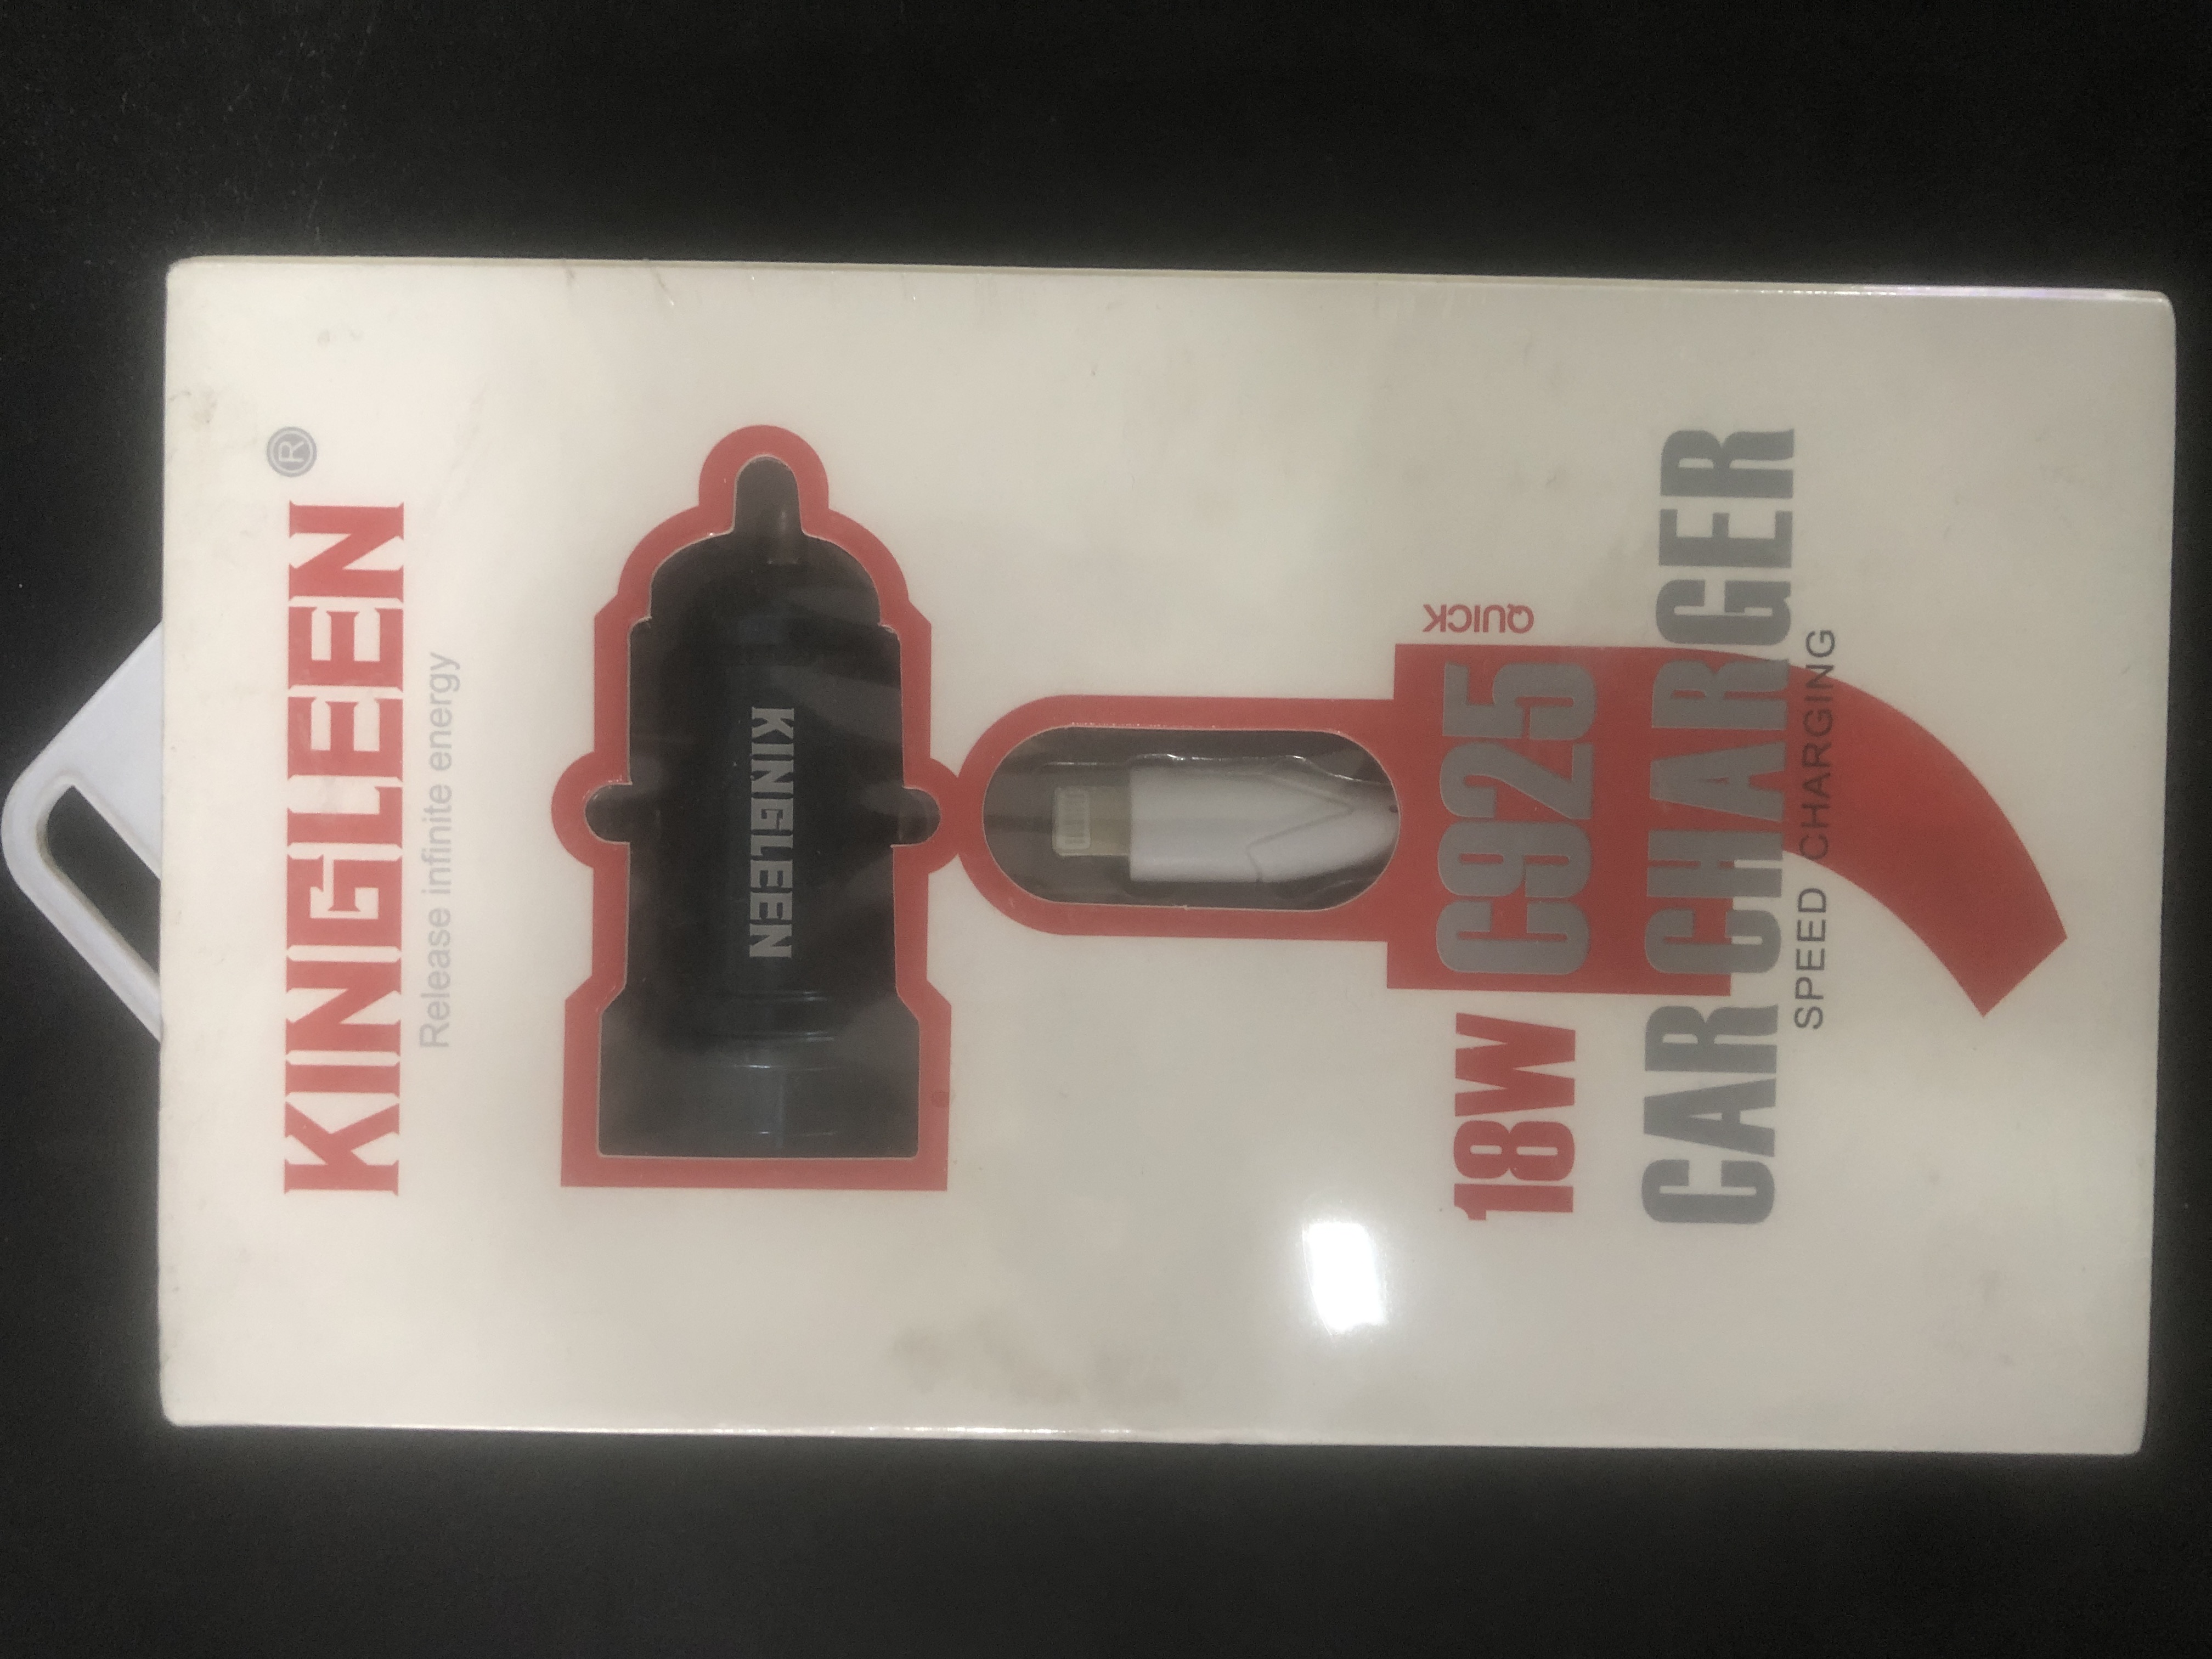 KINGLEEN®
Release infinite energy
KINGLEEN
QUICK
18W C925
CAR CHARGER
SPEED CHARGING